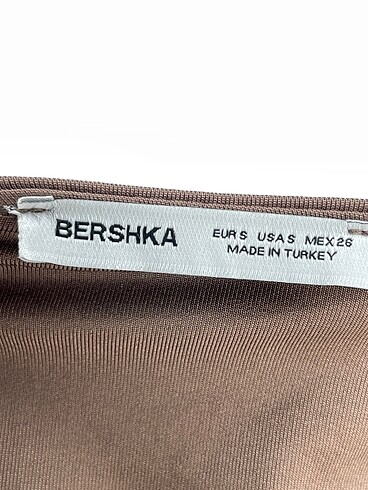 BERSHKA
EUR S USA S MEX 26
MADE IN TURKEY